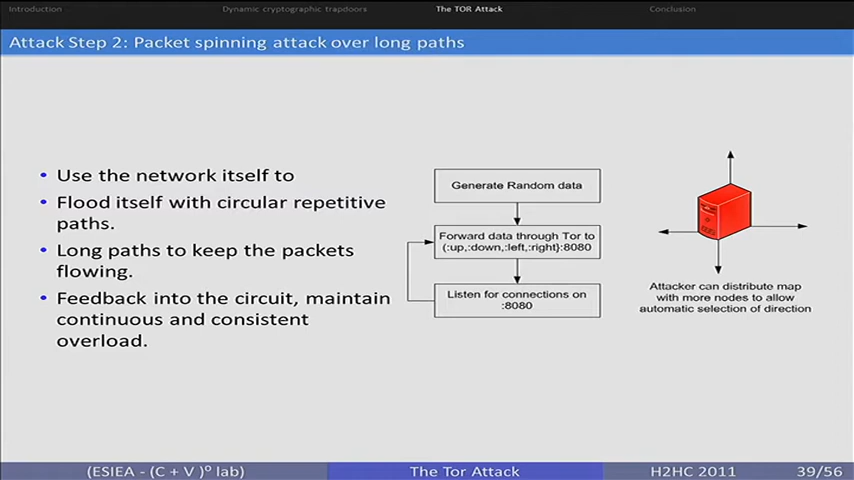 Introduction
Dynamic cryptographic trapdoors
The TOR Attack
Conclusion
Attack Step 2: Packet spinning attack over long paths
• Use the network itself to
• Flood itself with circular repetitive
paths.
• Long paths to keep the packets
flowing.
• Feedback into the circuit, maintain
continuous and consistent
overload.
Generate Random data
Forward data through Tor to
(:up,:down,:left,:right}:8080
Listen for connections on
:8080
Attacker can distribute map
with more nodes to allow
automatic selection of direction
(ESIEA - (C + V)º lab)
The Tor Attack
H2HC 2011
39/56